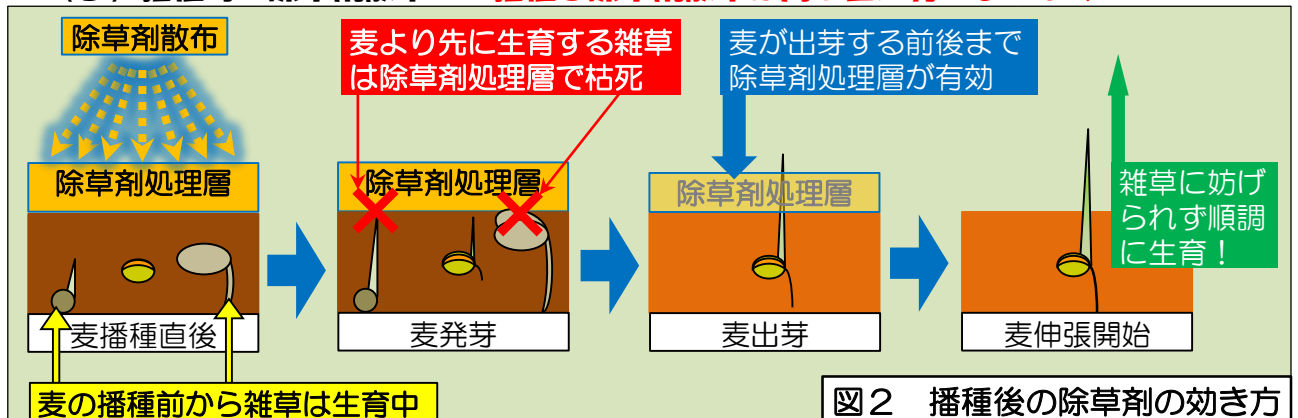 除草剤散布
麦より先に生育する雑草
は除草剤処理層で枯死
麦が出芽する前後まで
除草剤処理層が有効
除草剤処理層
除草剤処理層
除草剤処理層
雑草に妨げ
られず順調
に生育！
麦播種直後
麦発芽
麦出芽
麦伸張開始
麦の播種前から雑草は生育中
図２　播種後の除草剤の効き方